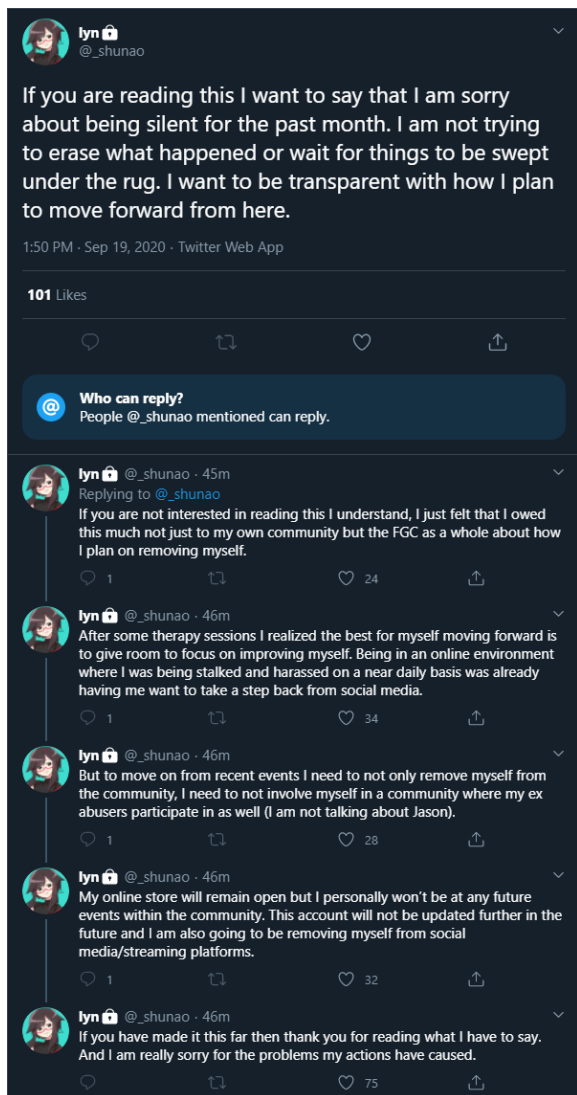 lyn
@_shunao
If you are reading this I want to say that I am sorry
about being silent for the past month. I am not trying
to erase what happened or wait for things to be swept
under the rug. I want to be transparent with how I plan
to move forward from here.
1:50 PM · Sep 19, 2020 · Twitter Web App
101 Likes
@
Who can reply?
People @_shunao mentioned can reply.
lyn @_shunao · 45m
Replying to @_shunao
If you are not interested in reading this I understand, I just felt that I owed
this much not just to my own community but the FGC as a whole about how
I plan on removing myself.
1 24
lyn @_shunao · 46m
After some therapy sessions I realized the best for myself moving forward is
to give room to focus on improving myself. Being in an online environment
where I was being stalked and harassed on a near daily basis was already
having me want to take a step back from social media.
1 34
lyn @_shunao · 46m
But to move on from recent events I need to not only remove myself from
the community, I need to not involve myself in a community where my ex
abusers participate in as well (I am not talking about Jason).
1 28
lyn @_shunao · 46m
My online store will remain open but I personally won't be at any future
events within the community. This account will not be updated further in the
future and I am also going to be removing myself from social
media/streaming platforms.
1 32
lyn @_shunao · 46m
If you have made it this far then thank you for reading what I have to say.
And I am really sorry for the problems my actions have caused.
75